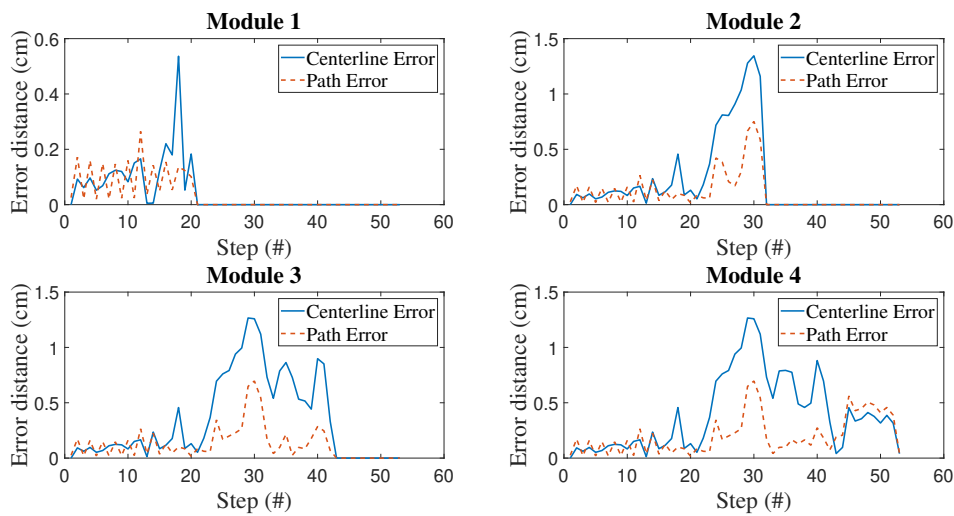 Module 1
Error distance (cm)
0.6
0.4
0.2
0
Centerline Error
Path Error
0 10 20 30 40 50 60
Step (#)
Module 2
Error distance (cm)
1.5
1
0.5
0
Centerline Error
Path Error
0 10 20 30 40 50 60
Step (#)
Module 3
Error distance (cm)
1.5
1
0.5
0
Centerline Error
Path Error
0 10 20 30 40 50 60
Step (#)
Module 4
Error distance (cm)
1.5
1
0.5
0
Centerline Error
Path Error
0 10 20 30 40 50 60
Step (#)